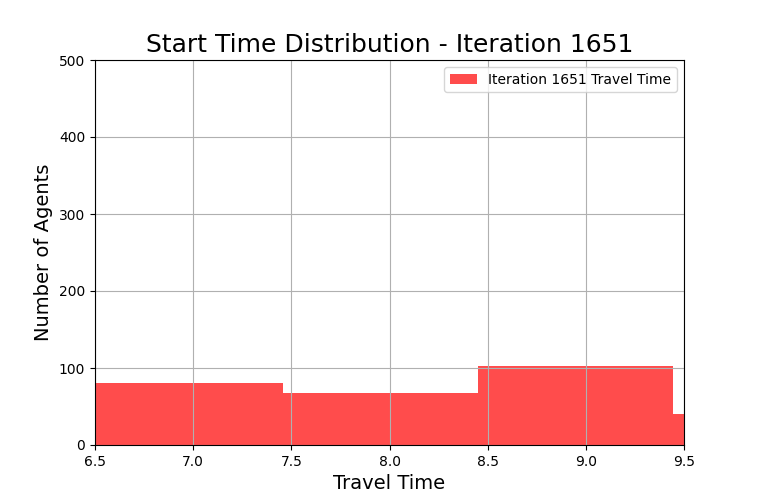 Start Time Distribution - Iteration 1651
Iteration 1651 Travel Time
Number of Agents
500
400
300
200
100
0
6.5 7.0 7.5 8.0 8.5 9.0 9.5
Travel Time